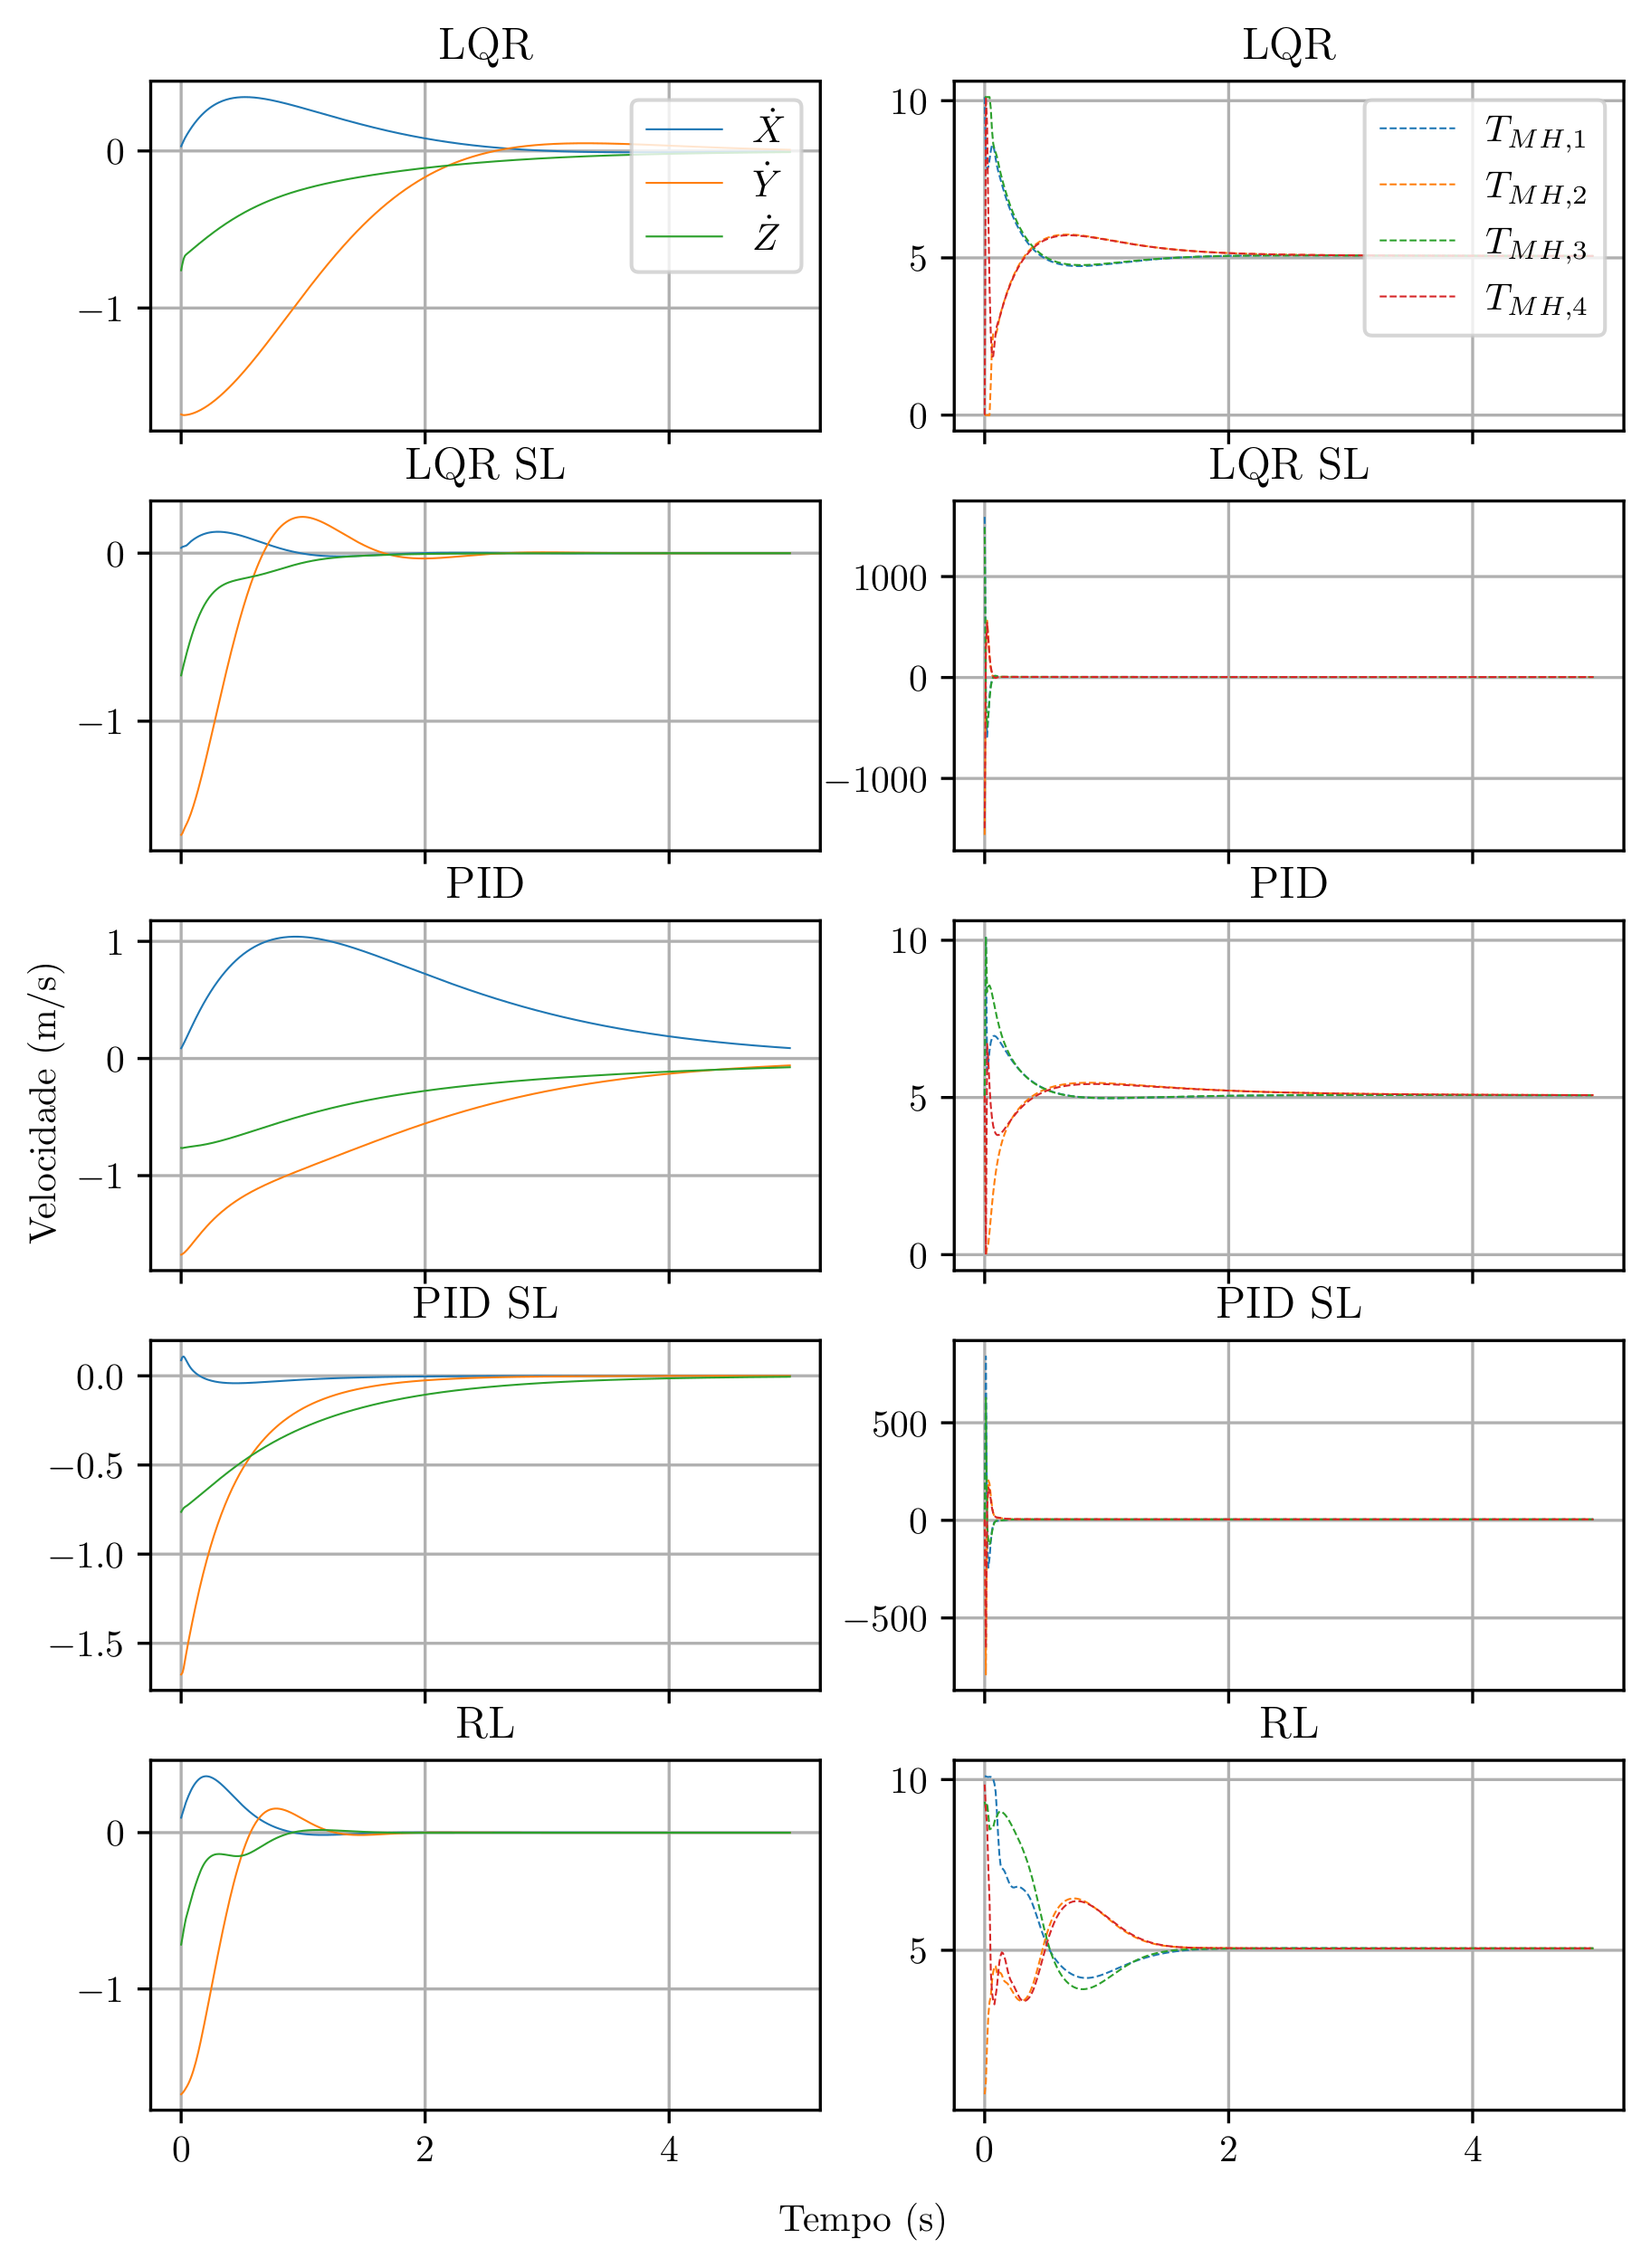 LQR
LQR
0
−1
Ẋ
Ẏ
Ż
10
5
0
T_{MH,1}
T_{MH,2}
T_{MH,3}
T_{MH,4}
LQR SL
LQR SL
0
−1
1000
0
−1000
PID
PID
1
0
−1
10
5
0
Velocidade (m/s)
PID SL
PID SL
0.0
−0.5
−1.0
−1.5
500
0
−500
RL
RL
0
−1
10
5
0 2 4
0 2 4
Tempo (s)